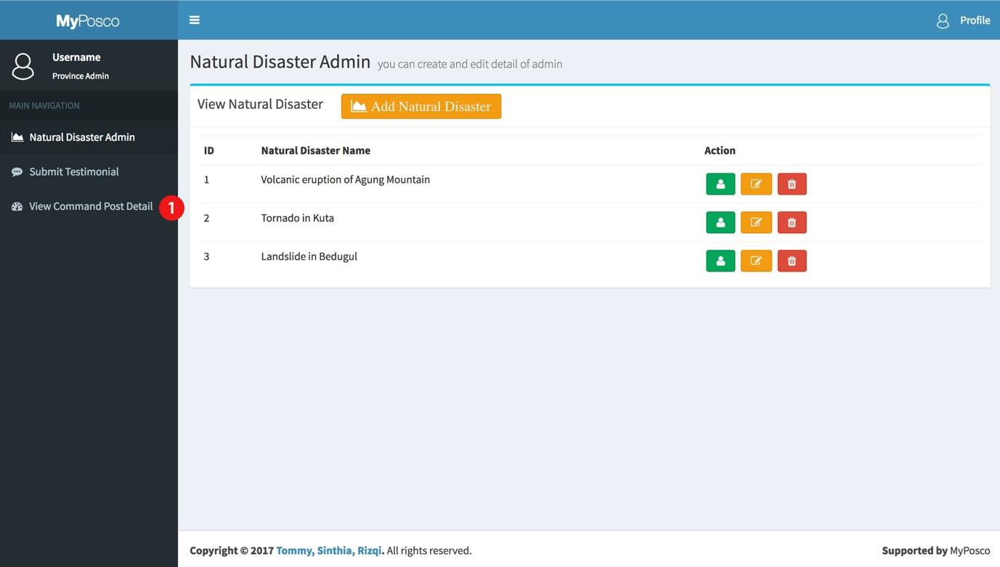 MyPosco
Profile
Username
Province Admin
MAIN NAVIGATION
Natural Disaster Admin
Submit Testimonial
View Command Post Detail 1
Natural Disaster Admin you can create and edit detail of admin
View Natural Disaster Add Natural Disaster
ID Natural Disaster Name Action
1 Volcanic eruption of Agung Mountain
2 Tornado in Kuta
3 Landslide in Bedugul
Copyright © 2017 Tommy, Sinthia, Rizqi. All rights reserved. Supported by MyPosco